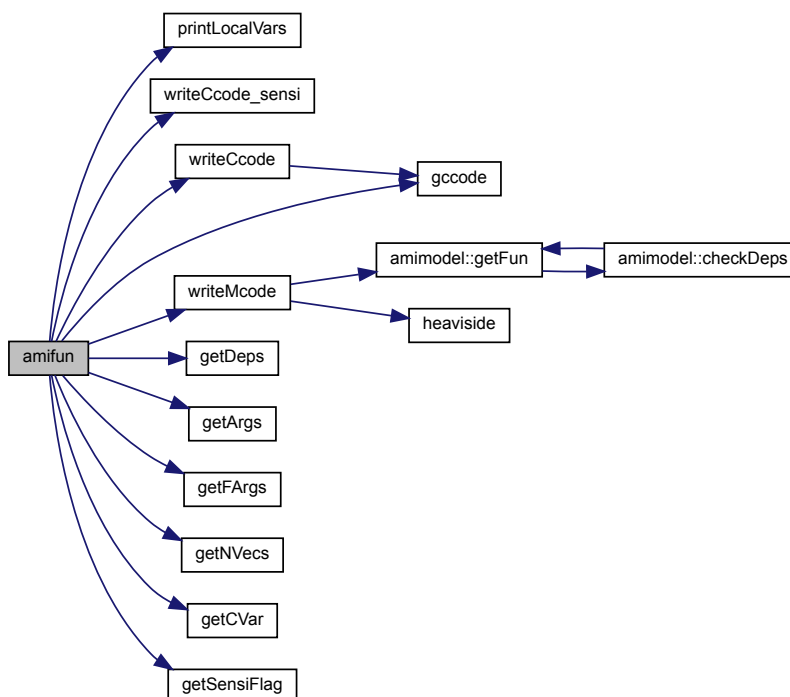 printLocalVars
writeCcode_sensi
writeCcode
gccode
amimodel::getFun
amimodel::checkDeps
writeMcode
heaviside
amifun
getDeps
getArgs
getFArgs
getNVecs
getCVar
getSensiFlag